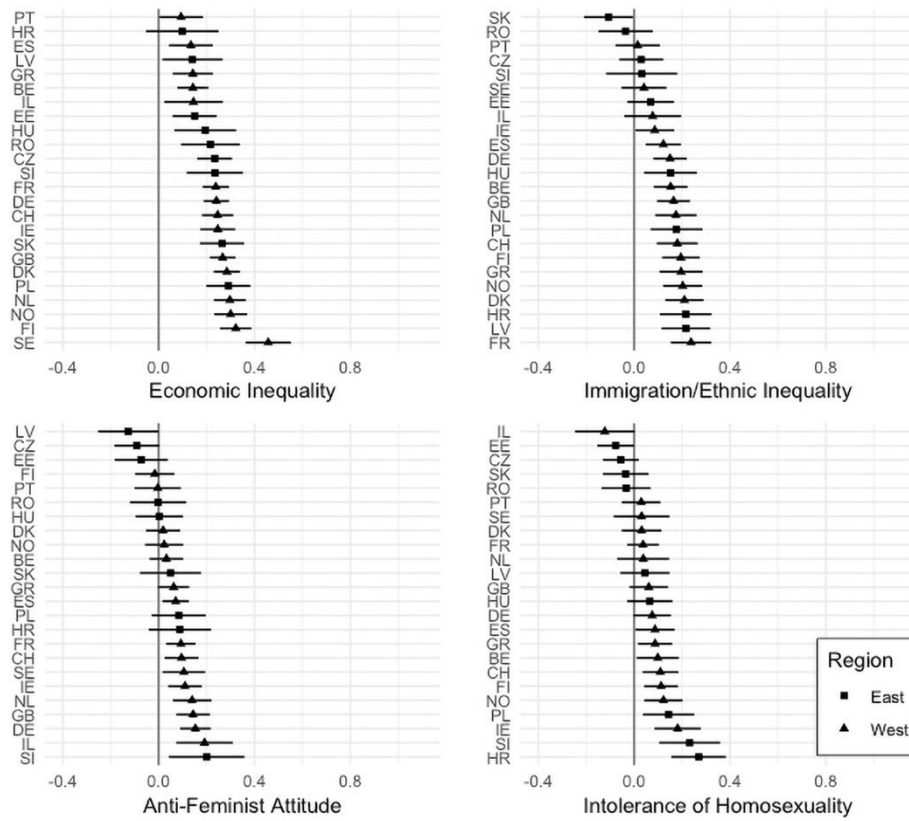 PT
HR
ES
LV
GR
BE
IL
EE
HU
RO
CZ
SI
FR
DE
CH
IE
SK
GB
DK
PL
NL
NO
FI
SE
-0.4 0.0 0.4 0.8
Economic Inequality
SK
RO
PT
CZ
SI
SE
EE
IL
IE
ES
DE
HU
BE
GB
NL
PL
CH
FI
GR
NO
DK
HR
LV
FR
-0.4 0.0 0.4 0.8
Immigration/Ethnic Inequality
LV
CZ
EE
FI
PT
RO
HU
DK
NO
BE
SK
GR
ES
PL
HR
FR
CH
SE
IE
NL
GB
DE
IL
SI
-0.4 0.0 0.4 0.8
Anti-Feminist Attitude
IL
EE
CZ
SK
RO
PT
SE
DK
FR
NL
LV
GB
HU
DE
ES
GR
BE
CH
FI
NO
PL
IE
SI
HR
-0.4 0.0 0.4 0.8
Intolerance of Homosexuality
Region
East
West